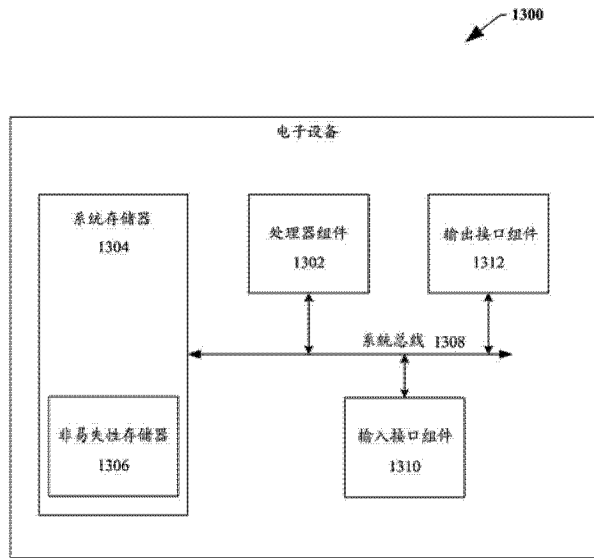 1300
电子设备
系统存储器
1304
处理器组件
1302
输出接口组件
1312
系统总线 1308
非易失性存储器
1306
输入接口组件
1310